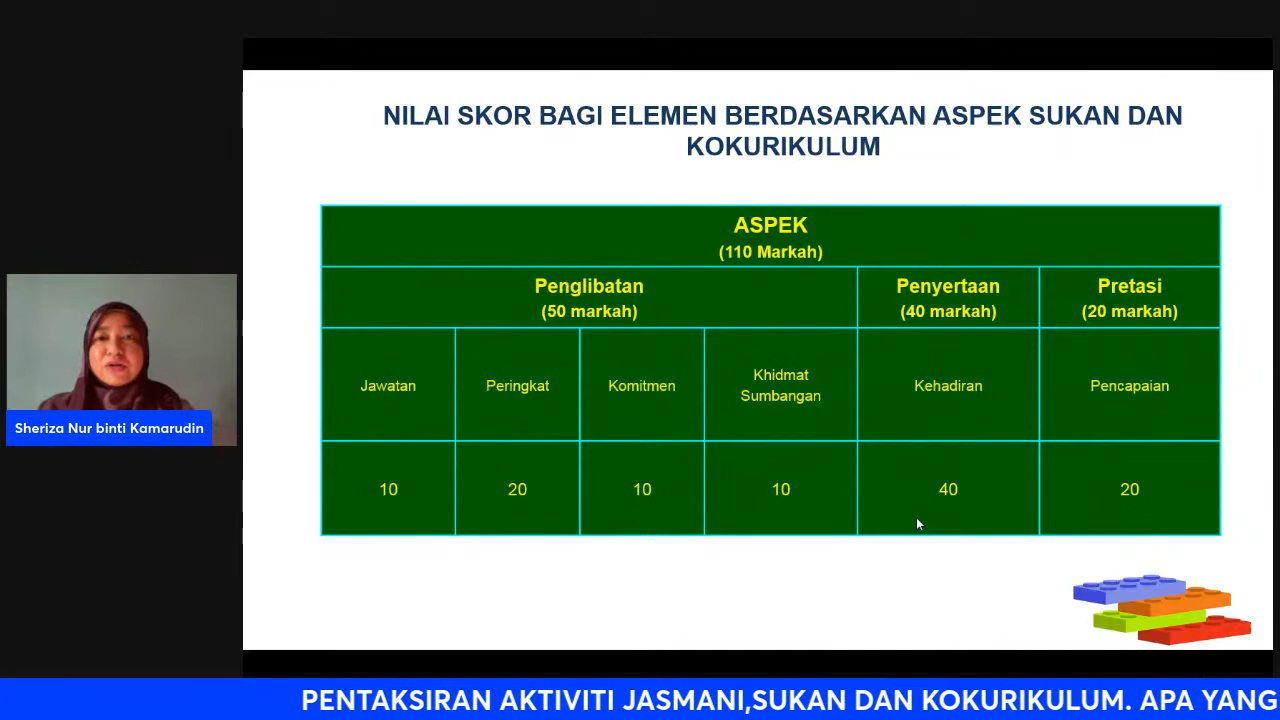 NILAI SKOR BAGI ELEMEN BERDASARKAN ASPEK SUKAN DAN
KOKURIKULUM
ASPEK
(110 Markah)
Penglibatan
(50 markah)
Penyertaan
(40 markah)
Pretasi
(20 markah)
Jawatan
Peringkat
Komitmen
Khidmat
Sumbangan
Kehadiran
Pencapaian
10
20
10
10
40
20
Sheriza Nur binti Kamarudin
PENTAKSIRAN AKTIVITI JASMANI,SUKAN DAN KOKURIKULUM. APA YANG